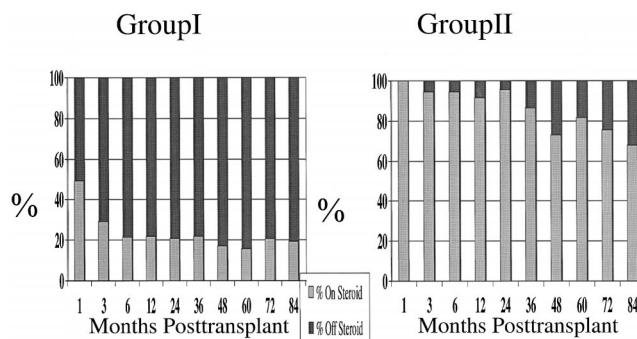 GroupI
GroupII
100
80
60
40
20
0
%
1 3 6 12 24 36 48 60 72 84
Months Posttransplant
100
80
60
40
20
0
%
1 3 6 12 24 36 48 60 72 84
Months Posttransplant
% On Steroid
% Off Steroid